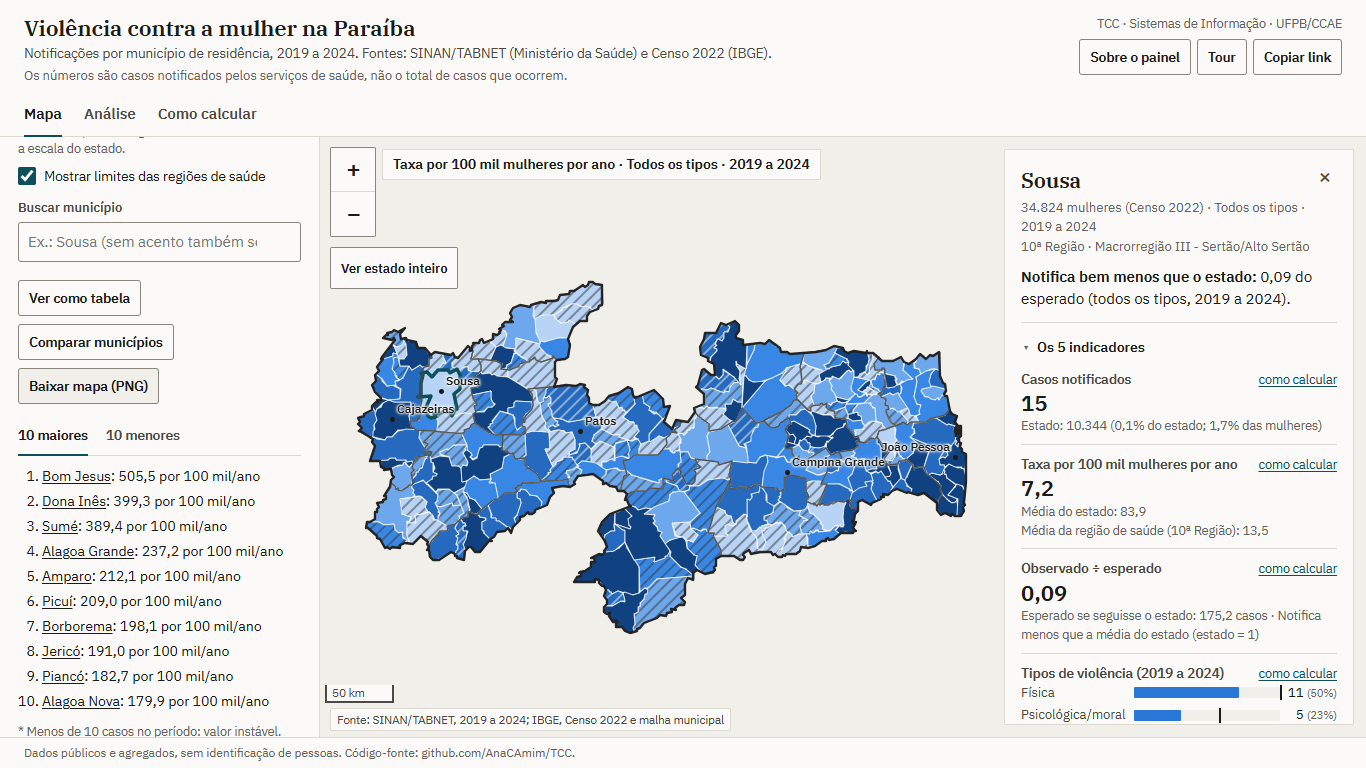 Violência contra a mulher na Paraíba
Notificações por município de residência, 2019 a 2024. Fontes: SINAN/TABNET (Ministério da Saúde) e Censo 2022 (IBGE).
Os números são casos notificados pelos serviços de saúde, não o total de casos que ocorrem.
TCC · Sistemas de Informação · UFPB/CCAE
Sobre o painel
Tour
Copiar link
Mapa
Análise
Como calcular
a escala do estado.
Mostrar limites das regiões de saúde
Buscar município
Ex.: Sousa (sem acento também se
Ver como tabela
Comparar municípios
Baixar mapa (PNG)
10 maiores
10 menores
1. Bom Jesus: 505,5 por 100 mil/ano
2. Dona Inês: 399,3 por 100 mil/ano
3. Sumé: 389,4 por 100 mil/ano
4. Alagoa Grande: 237,2 por 100 mil/ano
5. Amparo: 212,1 por 100 mil/ano
6. Picuí: 209,0 por 100 mil/ano
7. Borborema: 198,1 por 100 mil/ano
8. Jericó: 191,0 por 100 mil/ano
9. Piancó: 182,7 por 100 mil/ano
10. Alagoa Nova: 179,9 por 100 mil/ano
* Menos de 10 casos no período: valor instável.
+
−
Taxa por 100 mil mulheres por ano · Todos os tipos · 2019 a 2024
Ver estado inteiro
Sousa
Cajazeiras
Patos
Campina Grande
João Pessoa
50 km
Fonte: SINAN/TABNET, 2019 a 2024; IBGE, Censo 2022 e malha municipal
Sousa
×
34.824 mulheres (Censo 2022) · Todos os tipos ·
2019 a 2024
10ª Região · Macrorregião III - Sertão/Alto Sertão
Notifica bem menos que o estado: 0,09 do
esperado (todos os tipos, 2019 a 2024).
Os 5 indicadores
Casos notificados
como calcular
15
Estado: 10.344 (0,1% do estado; 1,7% das mulheres)
Taxa por 100 mil mulheres por ano
como calcular
7,2
Média do estado: 83,9
Média da região de saúde (10ª Região): 13,5
Observado ÷ esperado
como calcular
0,09
Esperado se seguisse o estado: 175,2 casos · Notifica
menos que a média do estado (estado = 1)
Tipos de violência (2019 a 2024)
como calcular
Física 11 (50%)
Psicológica/moral 5 (23%)
Dados públicos e agregados, sem identificação de pessoas. Código-fonte: github.com/AnaCAmim/TCC.